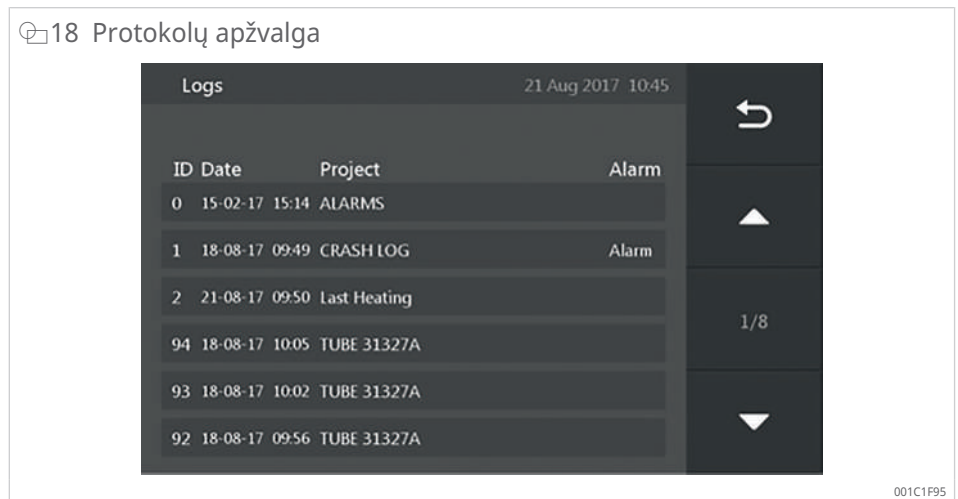 18 Protokolų apžvalga
Logs 21 Aug 2017 10:45
ID Date Project Alarm
0 15-02-17 15:14 ALARMS
1 18-08-17 09:49 CRASH LOG Alarm
2 21-08-17 09:50 Last Heating
1/8
94 18-08-17 10:05 TUBE 31327A
93 18-08-17 10:02 TUBE 31327A
92 18-08-17 09:56 TUBE 31327A
001C1F95